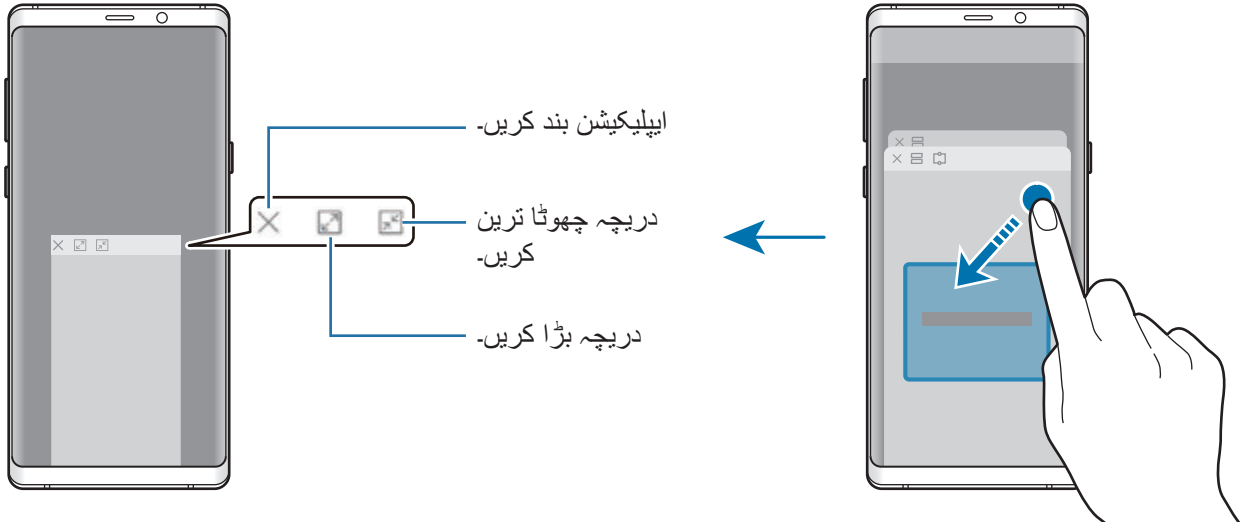 ایپلیکیشن بند کریں۔
دریچہ چھوٹا ترین
کریں۔
دریچہ بڑا کریں۔